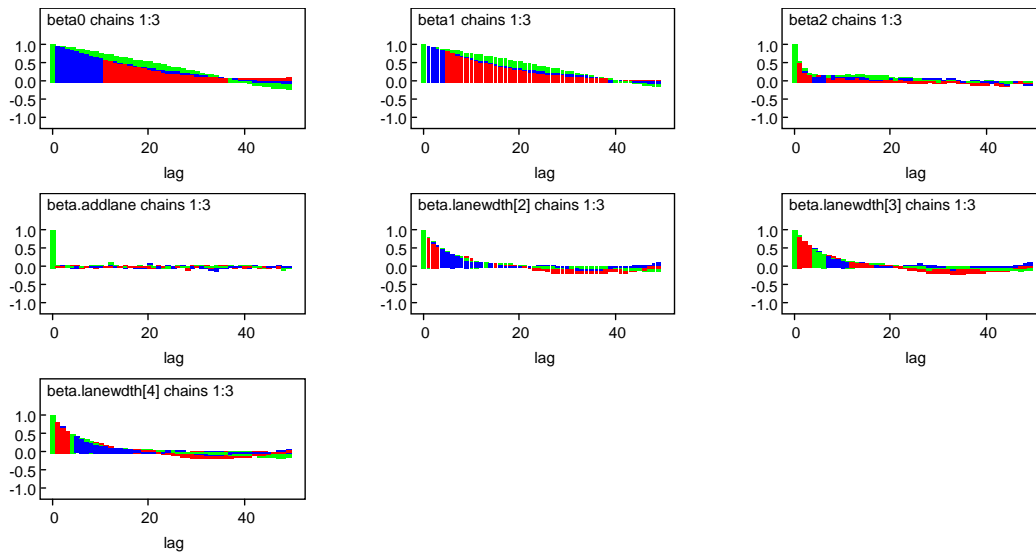 beta0 chains 1:3
1.0
0.5
0.0
-0.5
-1.0
0 20 40
lag
beta1 chains 1:3
1.0
0.5
0.0
-0.5
-1.0
0 20 40
lag
beta2 chains 1:3
1.0
0.5
0.0
-0.5
-1.0
0 20 40
lag
beta.addlane chains 1:3
1.0
0.5
0.0
-0.5
-1.0
0 20 40
lag
beta.lanewdth[2] chains 1:3
1.0
0.5
0.0
-0.5
-1.0
0 20 40
lag
beta.lanewdth[3] chains 1:3
1.0
0.5
0.0
-0.5
-1.0
0 20 40
lag
beta.lanewdth[4] chains 1:3
1.0
0.5
0.0
-0.5
-1.0
0 20 40
lag